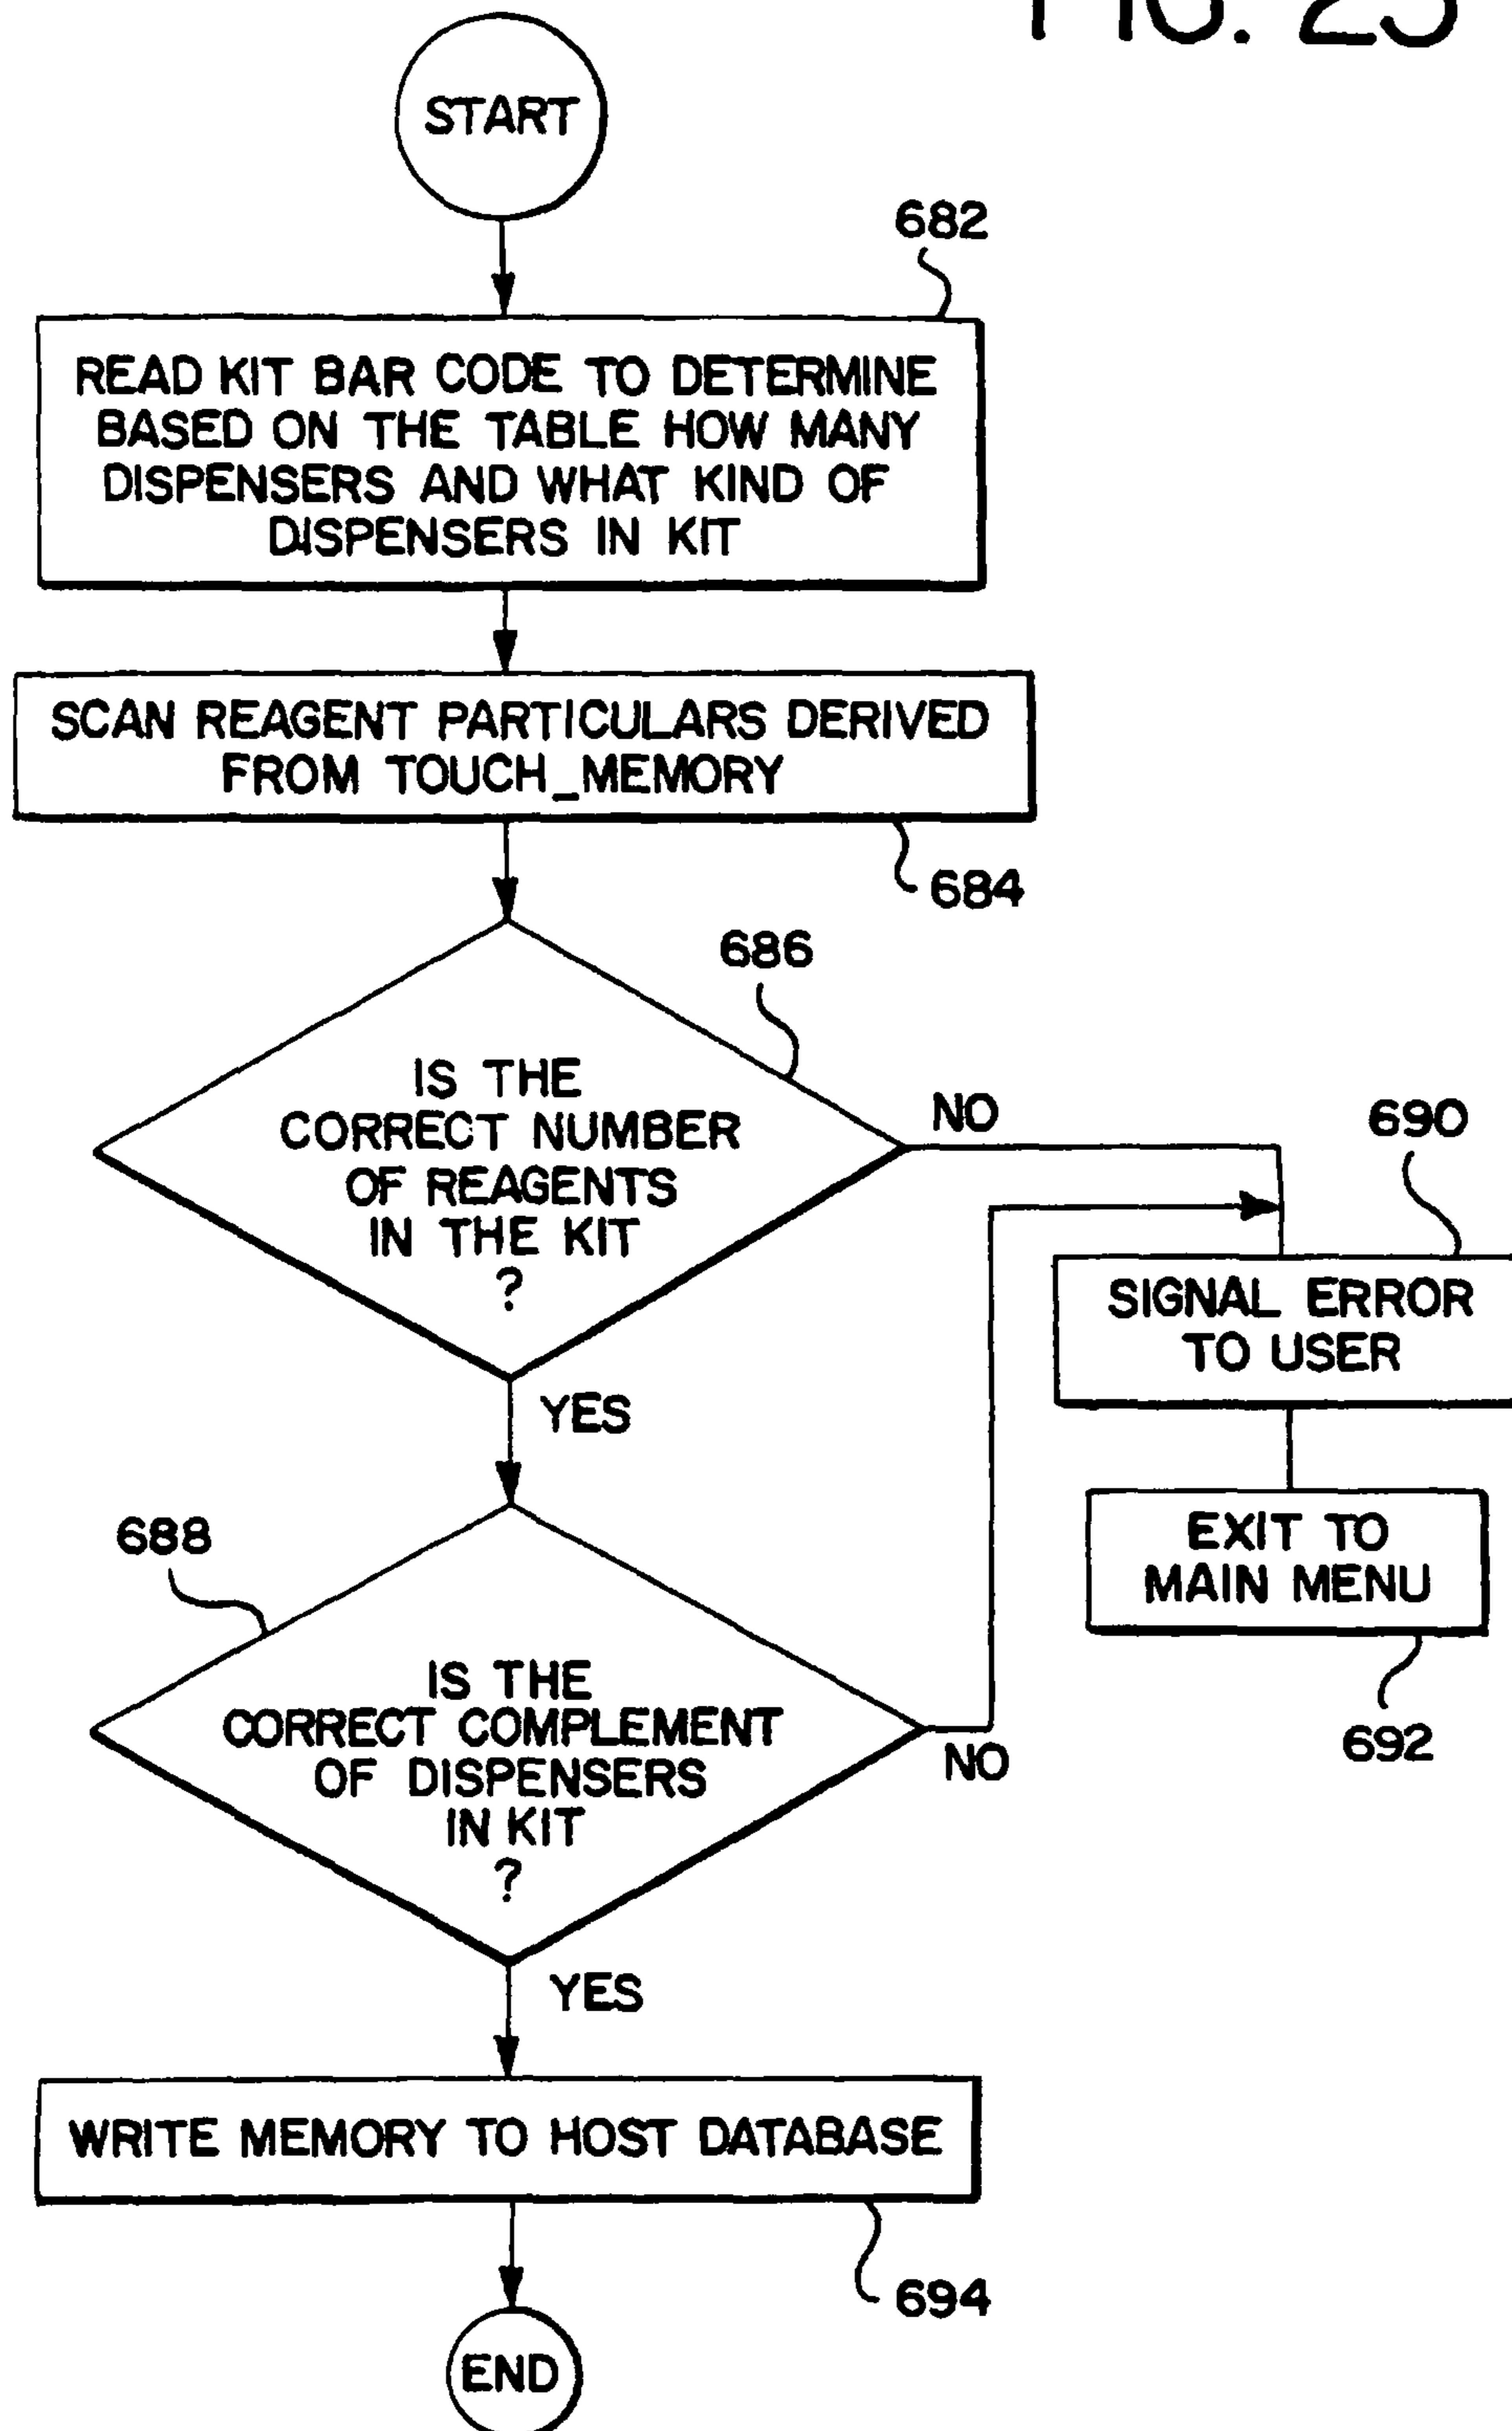 FIG. 25
START
682
READ KIT BAR CODE TO DETERMINE
BASED ON THE TABLE HOW MANY
DISPENSERS AND WHAT KIND OF
DISPENSERS IN KIT
SCAN REAGENT PARTICULARS DERIVED
FROM TOUCH_MEMORY
684
686
IS THE
CORRECT NUMBER
OF REAGENTS
IN THE KIT
?
NO
690
SIGNAL ERROR
TO USER
YES
EXIT TO
MAIN MENU
692
688
IS THE
CORRECT COMPLEMENT
OF DISPENSERS
IN KIT
?
NO
YES
WRITE MEMORY TO HOST DATABASE
694
END